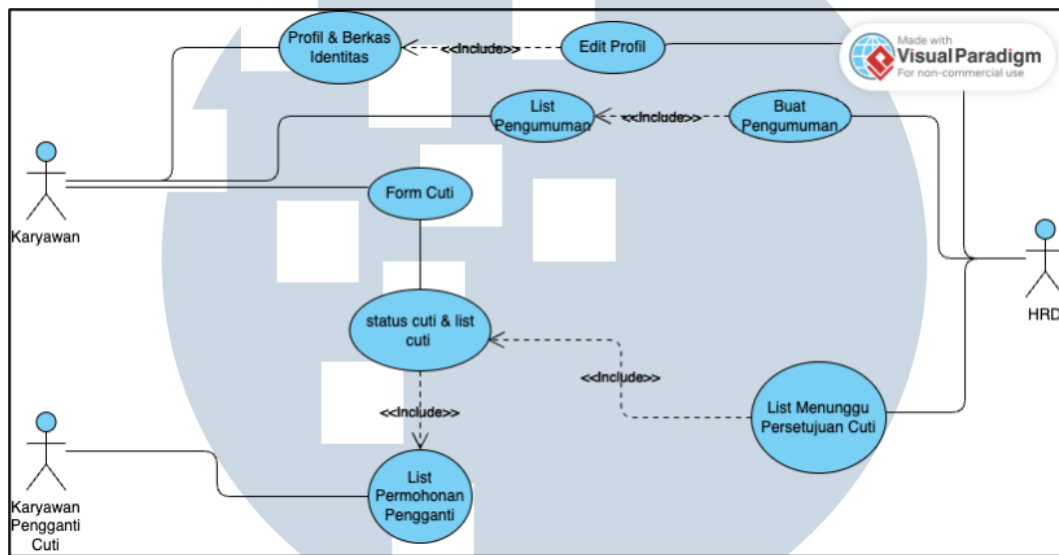 Profil & Berkas
Identitas
<<Include>>
Edit Profil
Made with
Visual Paradigm
For non-commercial use
List
Pengumuman
<<Include>>
Buat
Pengumuman
Form Cuti
Karyawan
HRD
status cuti & list
cuti
<<Include>>
<<Include>>
List Menunggu
Persetujuan Cuti
List
Permohonan
Pengganti
Karyawan
Pengganti
Cuti